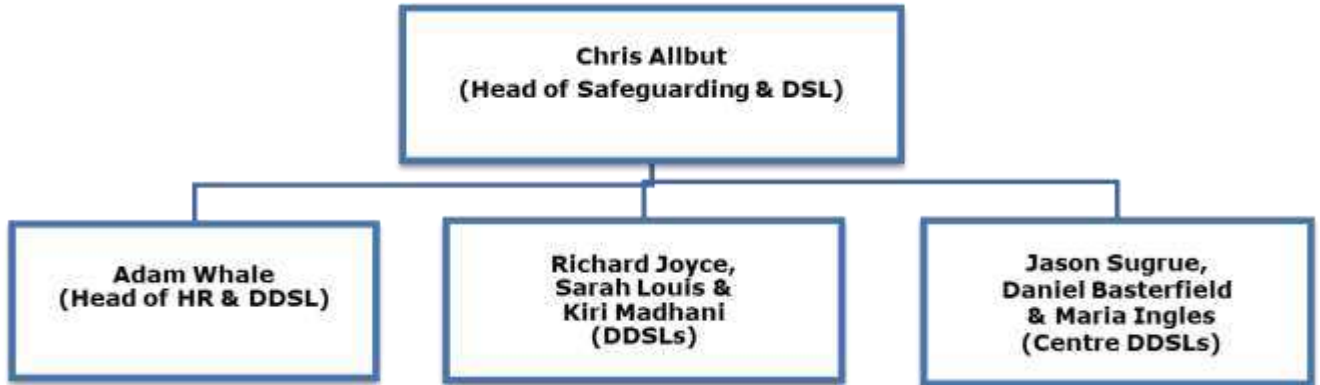 Chris Allbut
(Head of Safeguarding & DSL)
Adam Whale
(Head of HR & DDSL)
Richard Joyce,
Sarah Louis &
Kiri Madhani
(DDSLs)
Jason Sugrue,
Daniel Basterfield
& Maria Ingles
(Centre DDSLs)